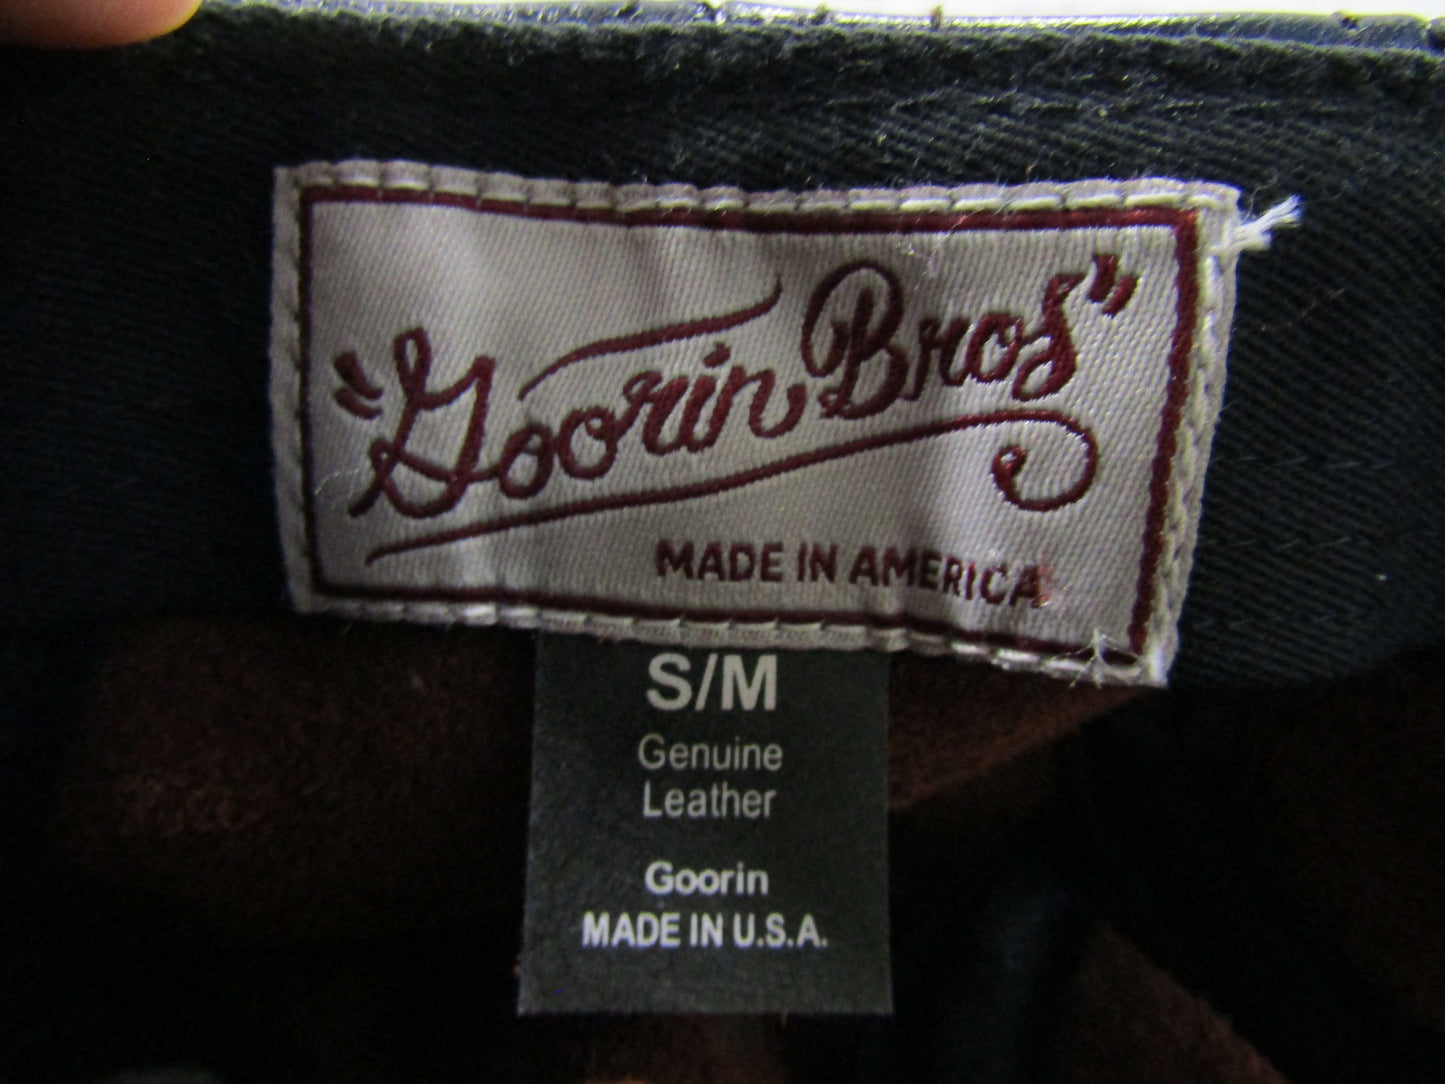 "Goorin Bros"
MADE IN AMERICA
S/M
Genuine
Leather
Goorin
MADE IN U.S.A.